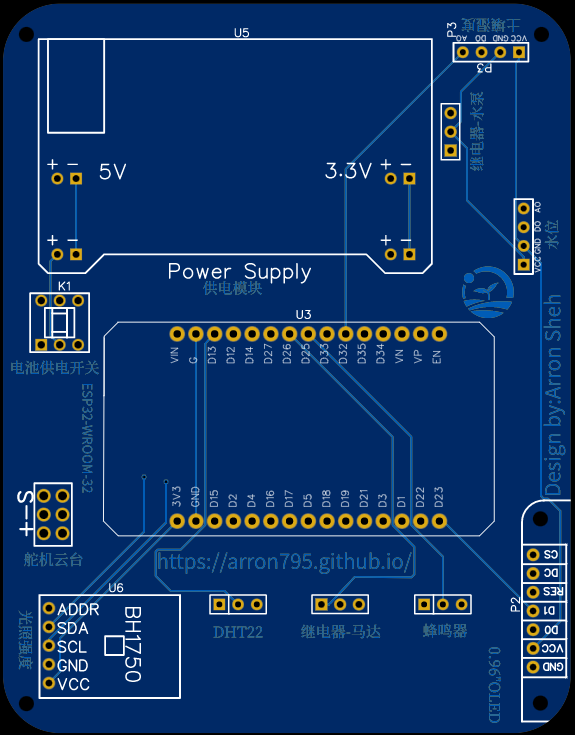 U5
P3
土壤湿度
AO
DO
GND
VCC
P3
+ -
5V
3.3V
+ -
继电器-水泵
+ -
+ -
AO
DO
GND
VCC
水位
Power Supply
供电模块
K1
电池供电开关
U3
VIN
G
D13
D12
D14
D27
D26
D25
D33
D32
D35
D34
VN
VP
EN
ESP32-WROOM-32
Design by:Arron Sheh
3V3
GND
D15
D2
D4
D16
D17
D5
D18
D19
D21
D3
D1
D22
D23
S
-
+
舵机云台
https://arron795.github.io/
CS
DC
RES
D1
D0
VCC
GND
P2
0.96"OLED
U6
ADDR
SDA
SCL
GND
VCC
BH1750
光照强度
DHT22
继电器-马达
蜂鸣器